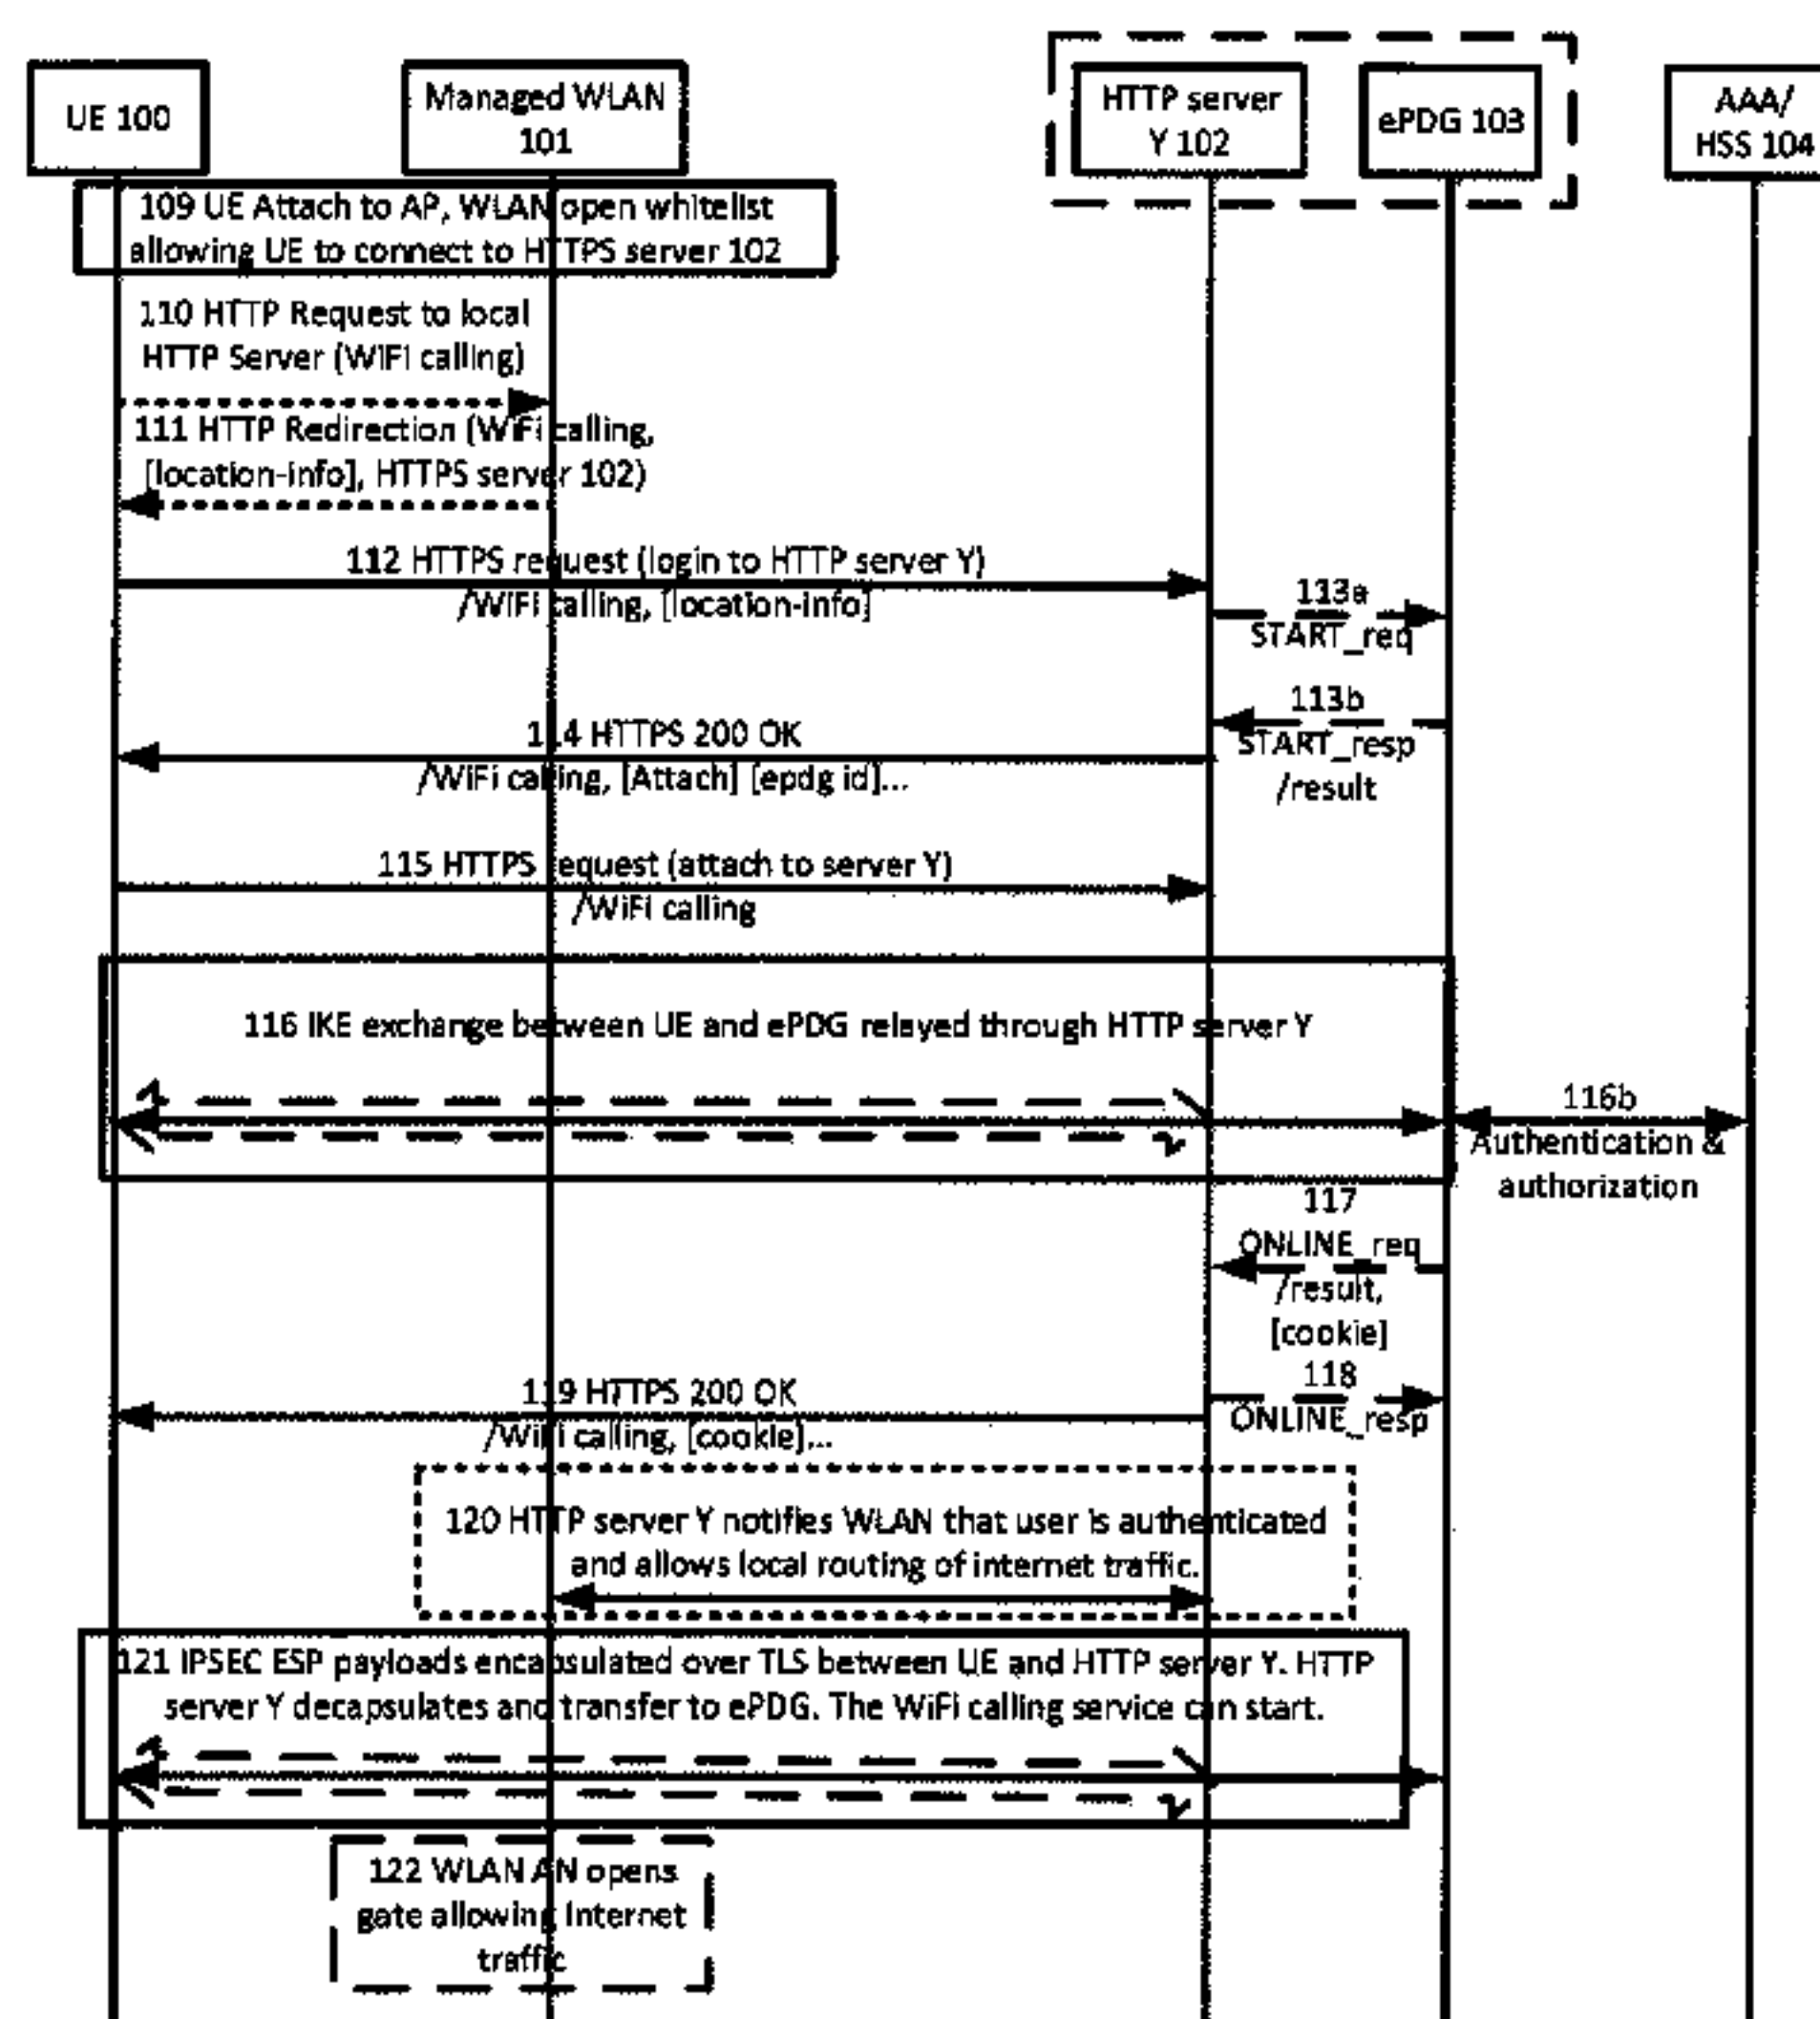 UE 100
Managed WLAN
101
HTTP server
Y 102
ePDG 103
AAA/
HSS 104
109 UE Attach to AP, WLAN open whitelist
allowing UE to connect to HTTPS server 102
110 HTTP Request to local
HTTP Server (WiFi calling)
111 HTTP Redirection (WiFi calling,
[location-info], HTTPS server 102)
112 HTTPS request (login to HTTP server Y)
/WiFi calling, [location-info]
113a
START_req
113b
START_resp
/result
114 HTTPS 200 OK
/WiFi calling, [Attach] [epdg id]...
115 HTTPS request (attach to server Y)
/WiFi calling
116 IKE exchange between UE and ePDG relayed through HTTP server Y
116b
Authentication &
authorization
117
ONLINE_req
/result,
[cookie]
118
ONLINE_resp
119 HTTPS 200 OK
/WiFi calling, [cookie]...
120 HTTP server Y notifies WLAN that user is authenticated
and allows local routing of internet traffic.
121 IPSEC ESP payloads encapsulated over TLS between UE and HTTP server Y. HTTP
server Y decapsulates and transfer to ePDG. The WiFi calling service can start.
122 WLAN AN opens
gate allowing Internet
traffic